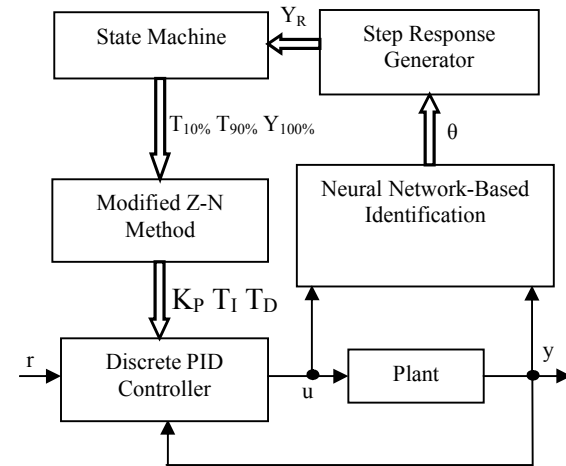 Y_R
State Machine
Step Response
Generator
T_10% T_90% Y_100%
θ
Modified Z-N
Method
Neural Network-Based
Identification
K_P T_I T_D
r
Discrete PID
Controller
u
Plant
y